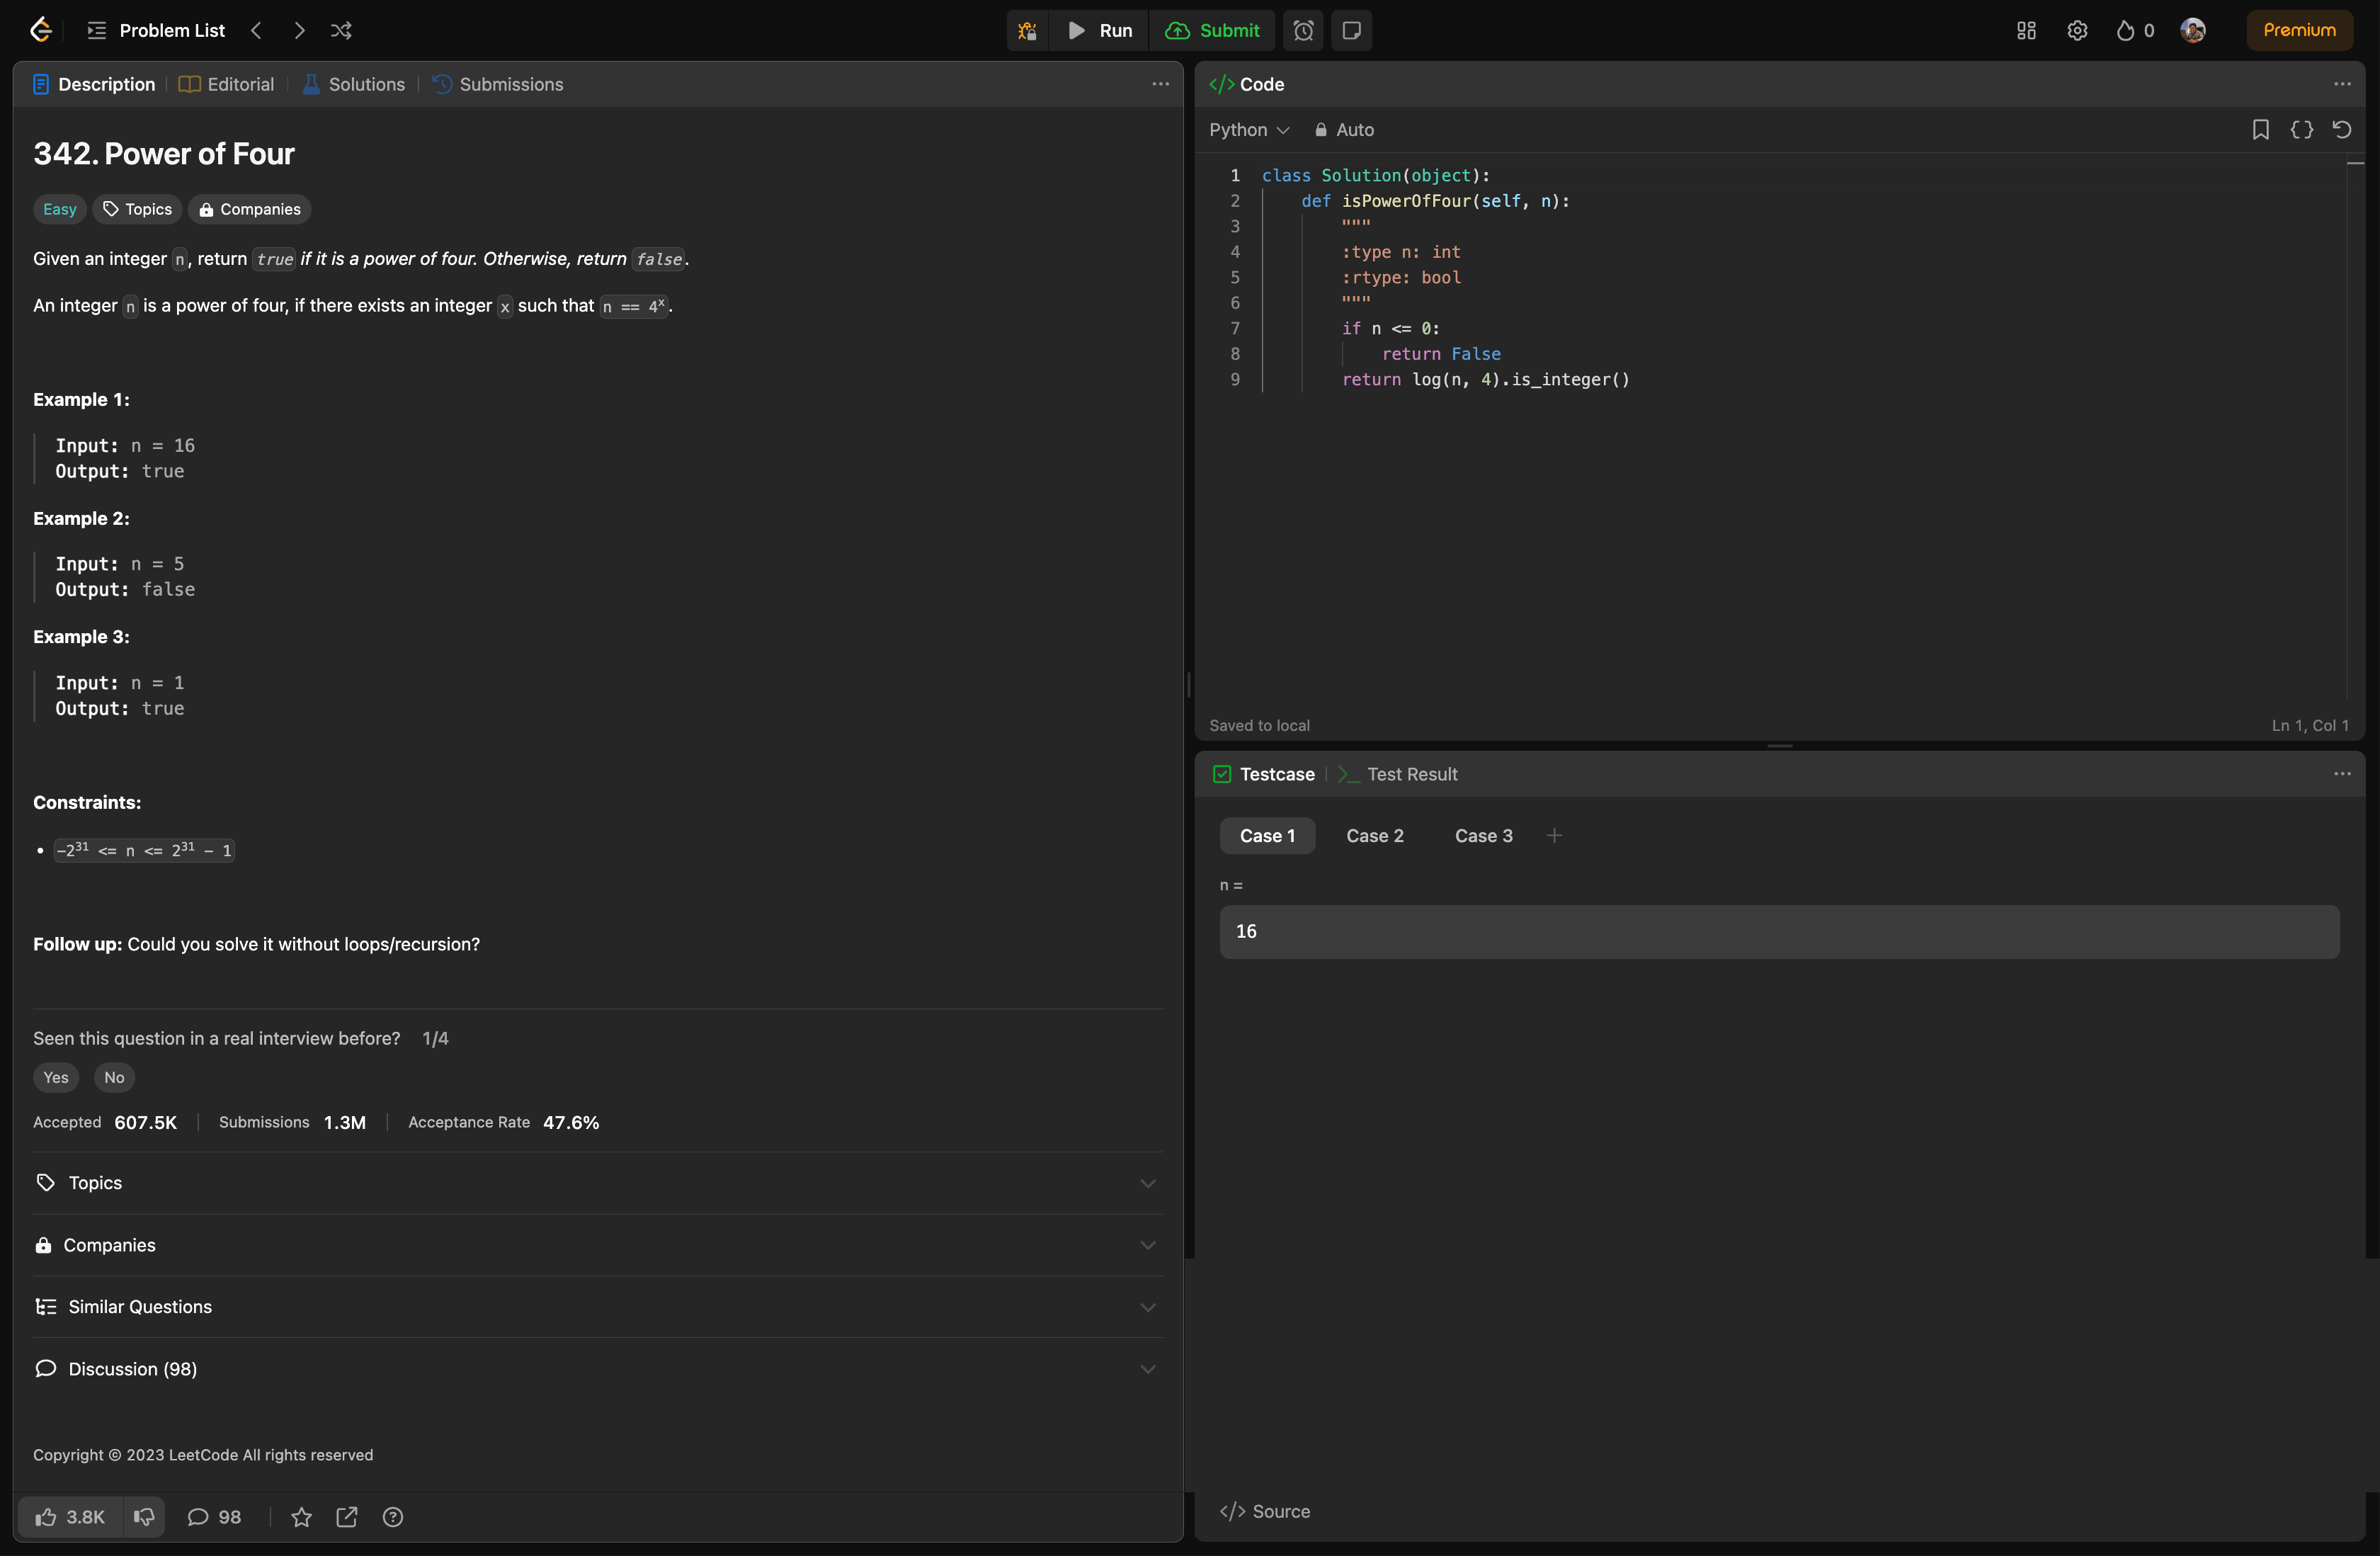 Problem List
Run
Submit
0
Premium
Description
Editorial
Solutions
Submissions
342. Power of Four
Easy
Topics
Companies
Given an integer n, return true if it is a power of four. Otherwise, return false.
An integer n is a power of four, if there exists an integer x such that n == 4ˣ.
Example 1:
Input: n = 16
Output: true
Example 2:
Input: n = 5
Output: false
Example 3:
Input: n = 1
Output: true
Constraints:
• -2³¹ <= n <= 2³¹ - 1
Follow up: Could you solve it without loops/recursion?
Seen this question in a real interview before? 1/4
Yes No
Accepted 607.5K Submissions 1.3M Acceptance Rate 47.6%
Topics
Companies
Similar Questions
Discussion (98)
Copyright © 2023 LeetCode All rights reserved
3.8K 98
</> Code
Python Auto
1 class Solution(object):
2 def isPowerOfFour(self, n):
3 """
4 :type n: int
5 :rtype: bool
6 """
7 if n <= 0:
8 return False
9 return log(n, 4).is_integer()
Saved to local Ln 1, Col 1
Testcase
>_ Test Result
Case 1 Case 2 Case 3 +
n =
16
</> Source